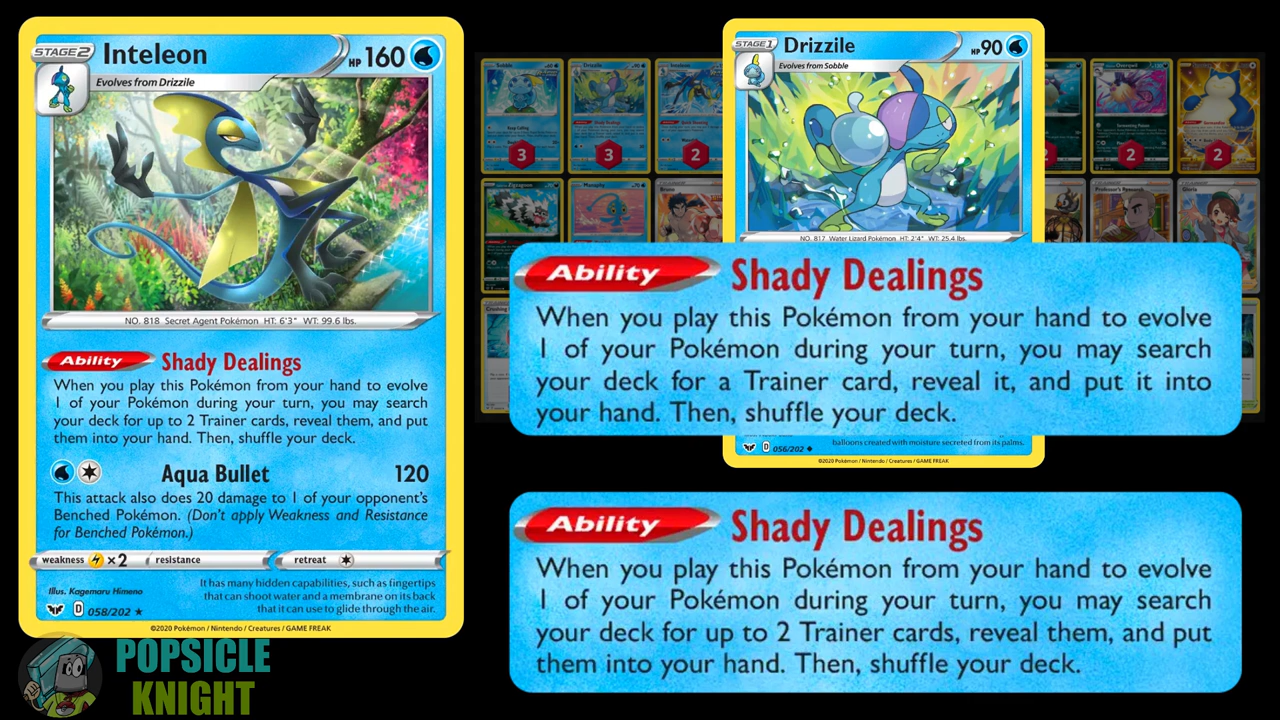 STAGE2
Inteleon
HP 160
Evolves from Drizzile
NO. 818 Secret Agent Pokémon HT: 6'3" WT: 99.6 lbs.
Ability Shady Dealings
When you play this Pokémon from your hand to evolve
1 of your Pokémon during your turn, you may search
your deck for up to 2 Trainer cards, reveal them, and put
them into your hand. Then, shuffle your deck.
Aqua Bullet 120
This attack also does 20 damage to 1 of your opponent's
Benched Pokémon. (Don't apply Weakness and Resistance
for Benched Pokémon.)
weakness ×2 resistance retreat
Illus. Kagemaru Himeno
It has many hidden capabilities, such as fingertips
that can shoot water and a membrane on its back
that it can use to glide through the air.
D 058/202
©2020 Pokémon / Nintendo / Creatures / GAME FREAK
POPSICLE
KNIGHT
STAGE1
Drizzile
HP 90
Evolves from Sobble
NO. 817 Water Lizard Pokémon HT: 2'4" WT: 25.4 lbs.
Ability Shady Dealings
When you play this Pokémon from your hand to evolve
1 of your Pokémon during your turn, you may search
your deck for a Trainer card, reveal it, and put it into
your hand. Then, shuffle your deck.
balloons created with moisture secreted from its palms.
D 056/202
©2020 Pokémon / Nintendo / Creatures / GAME FREAK
Ability Shady Dealings
When you play this Pokémon from your hand to evolve
1 of your Pokémon during your turn, you may search
your deck for up to 2 Trainer cards, reveal them, and put
them into your hand. Then, shuffle your deck.
Sobble
Drizzile
Inteleon
3
3
2
2
2
2
Manaphy
Bruno
Professor's Research
Gloria